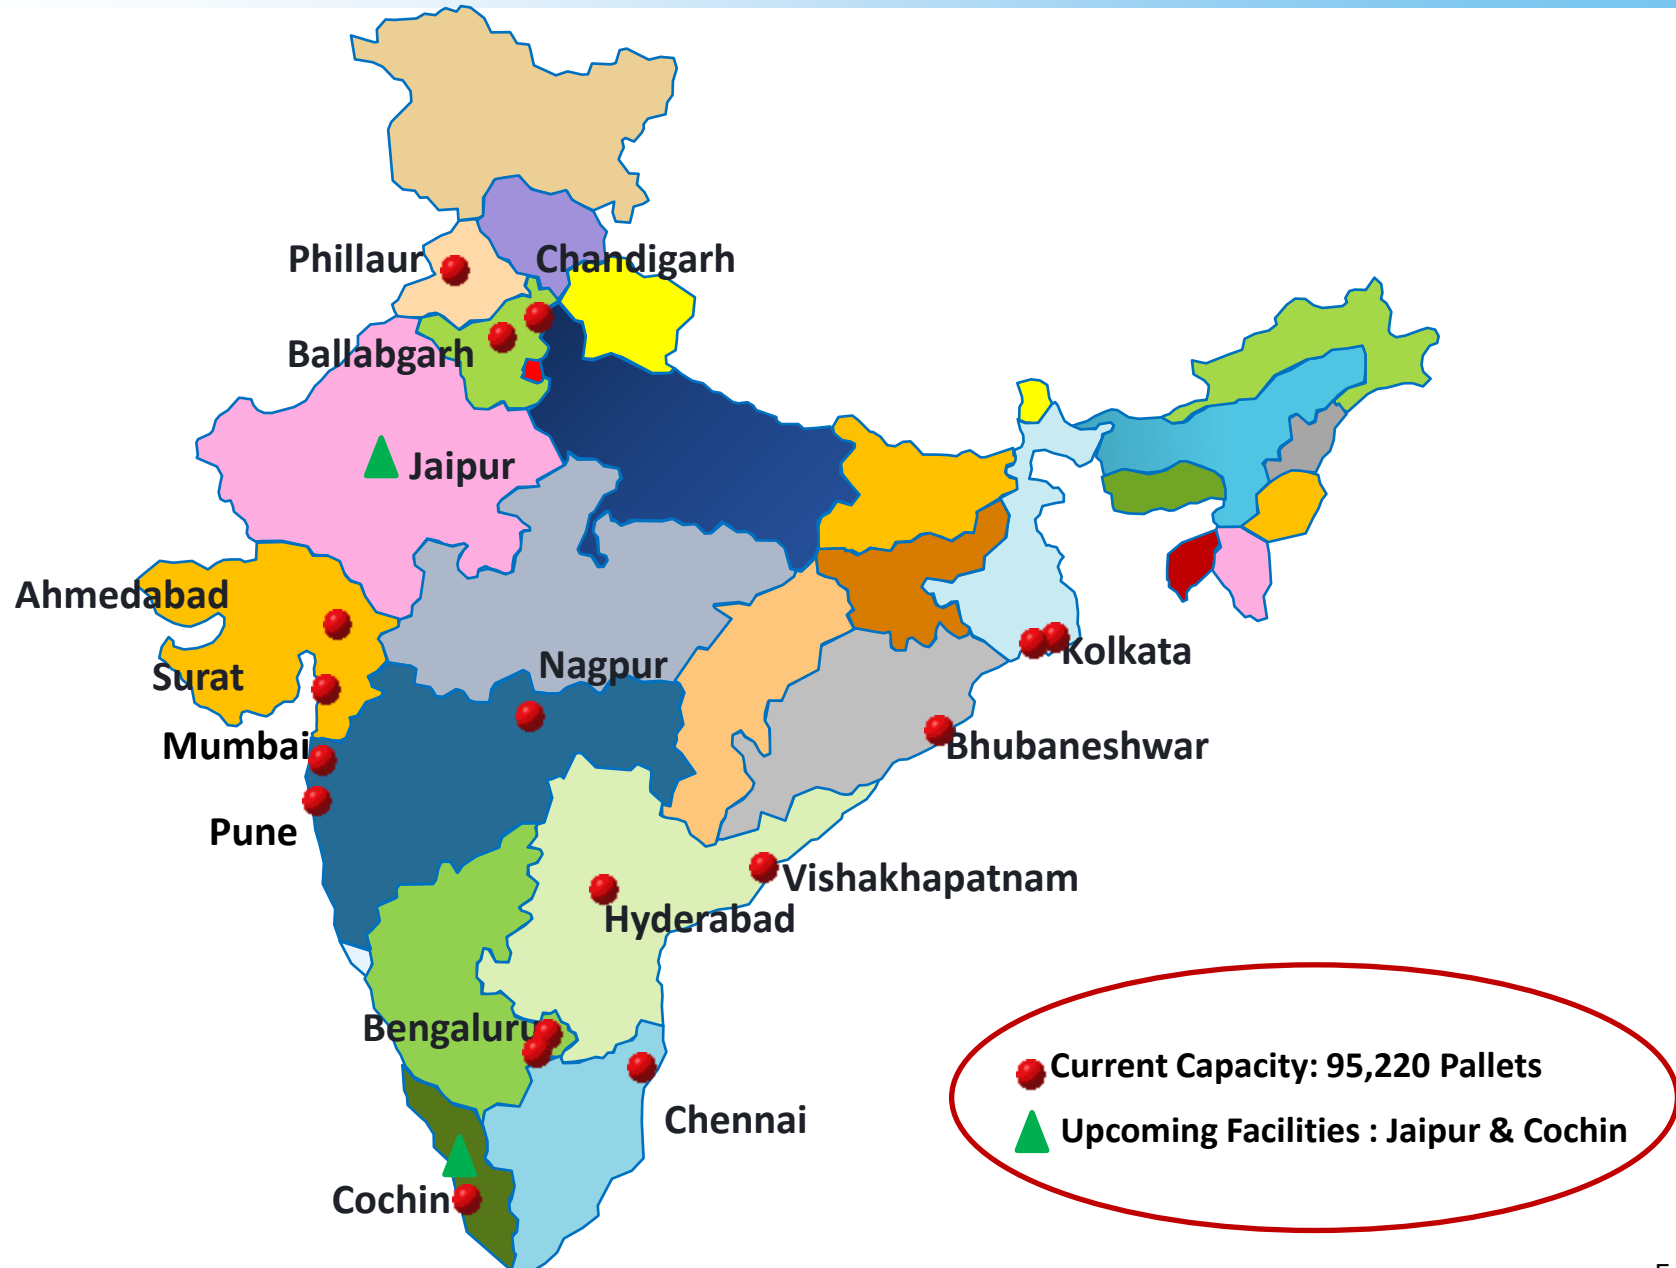 Phillaur
Chandigarh
Ballabgarh
Jaipur
Ahmedabad
Surat
Nagpur
Kolkata
Mumbai
Bhubaneshwar
Pune
Vishakhapatnam
Hyderabad
Bengaluru
Chennai
Cochin
Current Capacity: 95,220 Pallets
Upcoming Facilities : Jaipur & Cochin